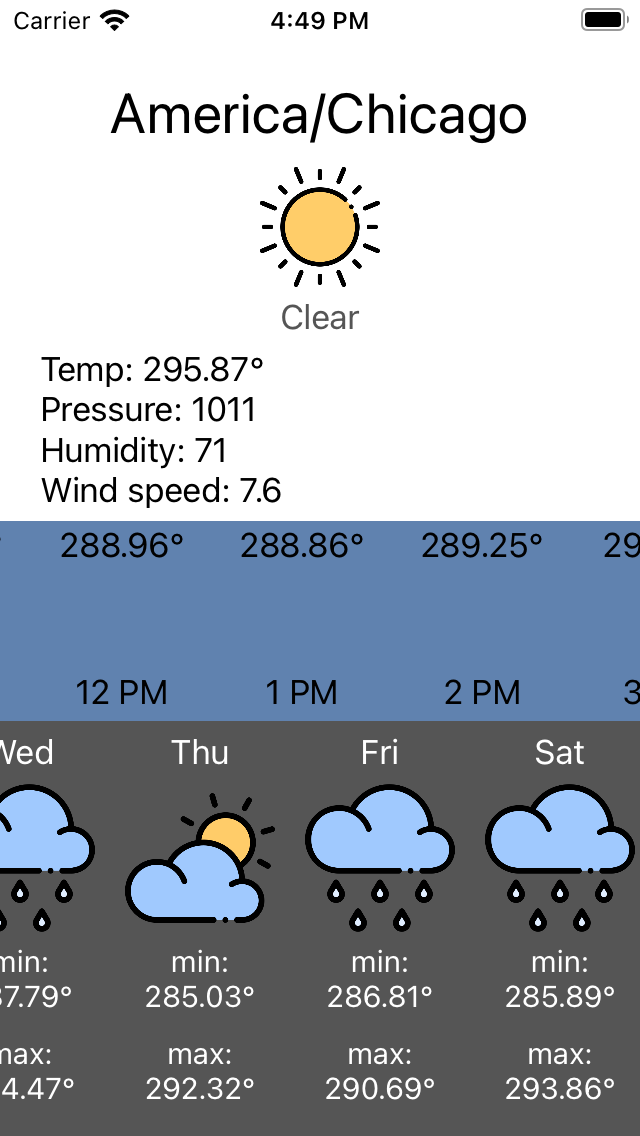 Carrier 4:49 PM
America/Chicago
Clear
Temp: 295.87°
Pressure: 1011
Humidity: 71
Wind speed: 7.6
288.96° 288.86° 289.25° 29
12 PM 1 PM 2 PM 3
Wed Thu Fri Sat
min: min: min: min:
7.79° 285.03° 286.81° 285.89°
max: max: max: max:
4.47° 292.32° 290.69° 293.86°